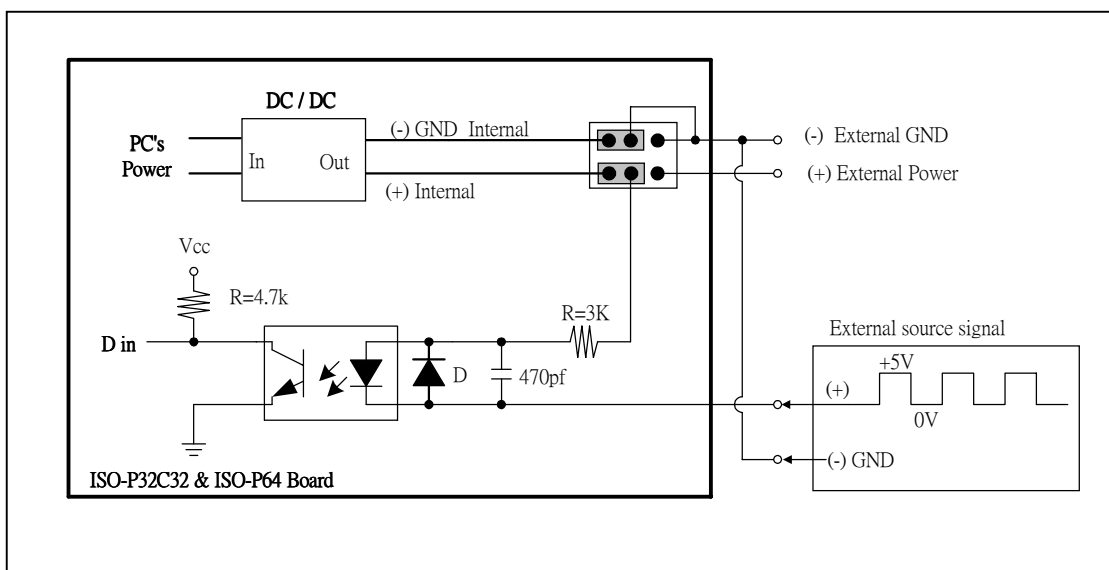 DC / DC
PC's
Power
In
Out
(-) GND Internal
(+) Internal
(-) External GND
(+) External Power
Vcc
R=4.7k
R=3K
D in
D
470pf
External source signal
+5V
(+)
0V
(-) GND
ISO-P32C32 & ISO-P64 Board